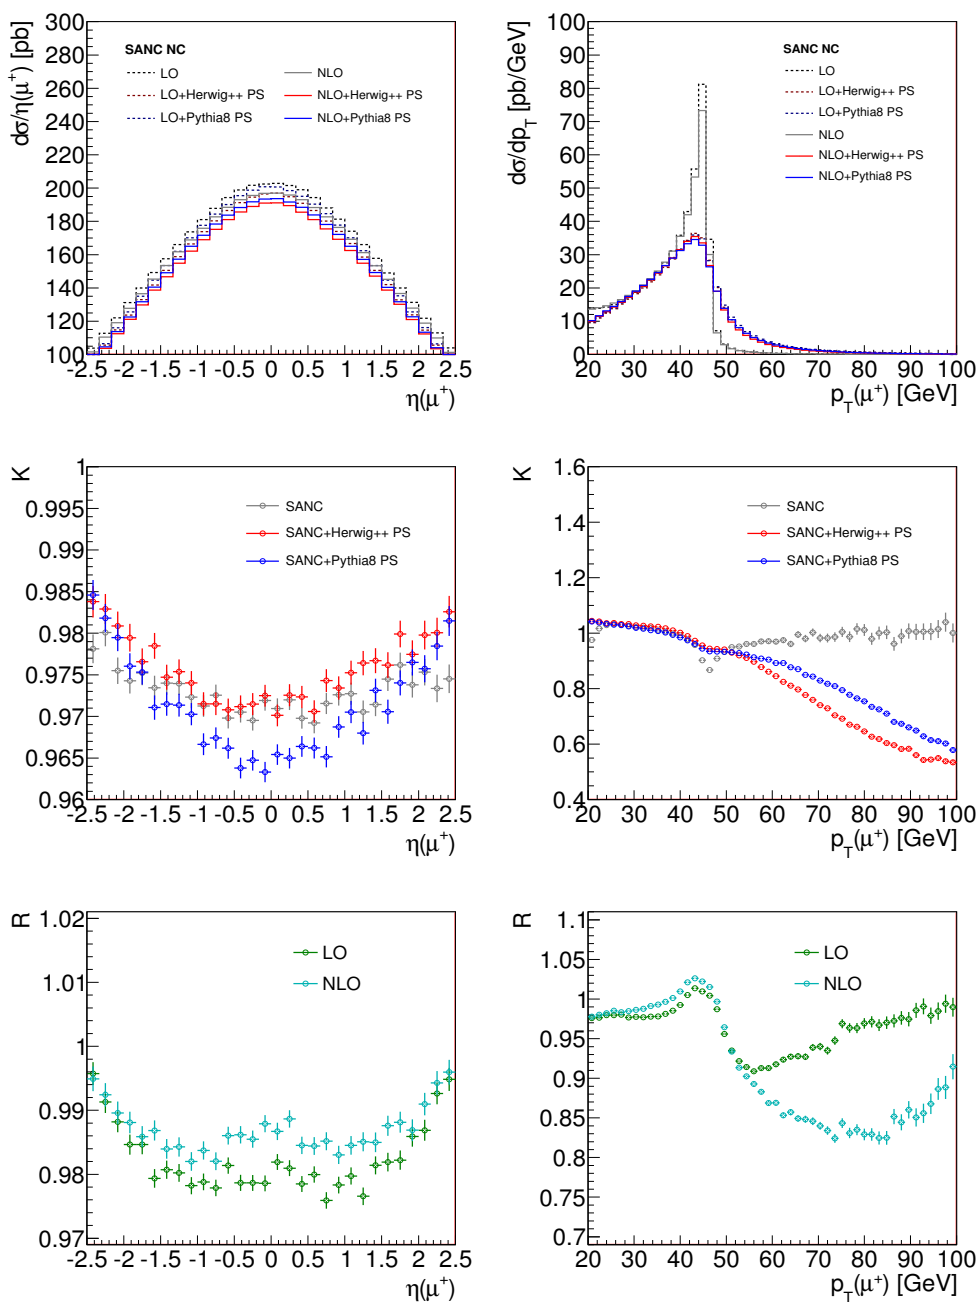 dσ/η(μ⁺) [pb]
300
280
260
240
220
200
180
160
140
120
100
SANC NC
LO
LO+Herwig++ PS
LO+Pythia8 PS
NLO
NLO+Herwig++ PS
NLO+Pythia8 PS
-2.5 -2 -1.5 -1 -0.5 0 0.5 1 1.5 2 2.5
η(μ⁺)
dσ/dp_T [pb/GeV]
100
90
80
70
60
50
40
30
20
10
0
SANC NC
LO
LO+Herwig++ PS
LO+Pythia8 PS
NLO
NLO+Herwig++ PS
NLO+Pythia8 PS
20 30 40 50 60 70 80 90 100
p_T(μ⁺) [GeV]
K
1
0.995
0.99
0.985
0.98
0.975
0.97
0.965
0.96
SANC
SANC+Herwig++ PS
SANC+Pythia8 PS
-2.5 -2 -1.5 -1 -0.5 0 0.5 1 1.5 2 2.5
η(μ⁺)
K
1.6
1.4
1.2
1
0.8
0.6
0.4
SANC
SANC+Herwig++ PS
SANC+Pythia8 PS
20 30 40 50 60 70 80 90 100
p_T(μ⁺) [GeV]
R
1.02
1.01
1
0.99
0.98
0.97
LO
NLO
-2.5 -2 -1.5 -1 -0.5 0 0.5 1 1.5 2 2.5
η(μ⁺)
R
1.1
1.05
1
0.95
0.9
0.85
0.8
0.75
0.7
LO
NLO
20 30 40 50 60 70 80 90 100
p_T(μ⁺) [GeV]